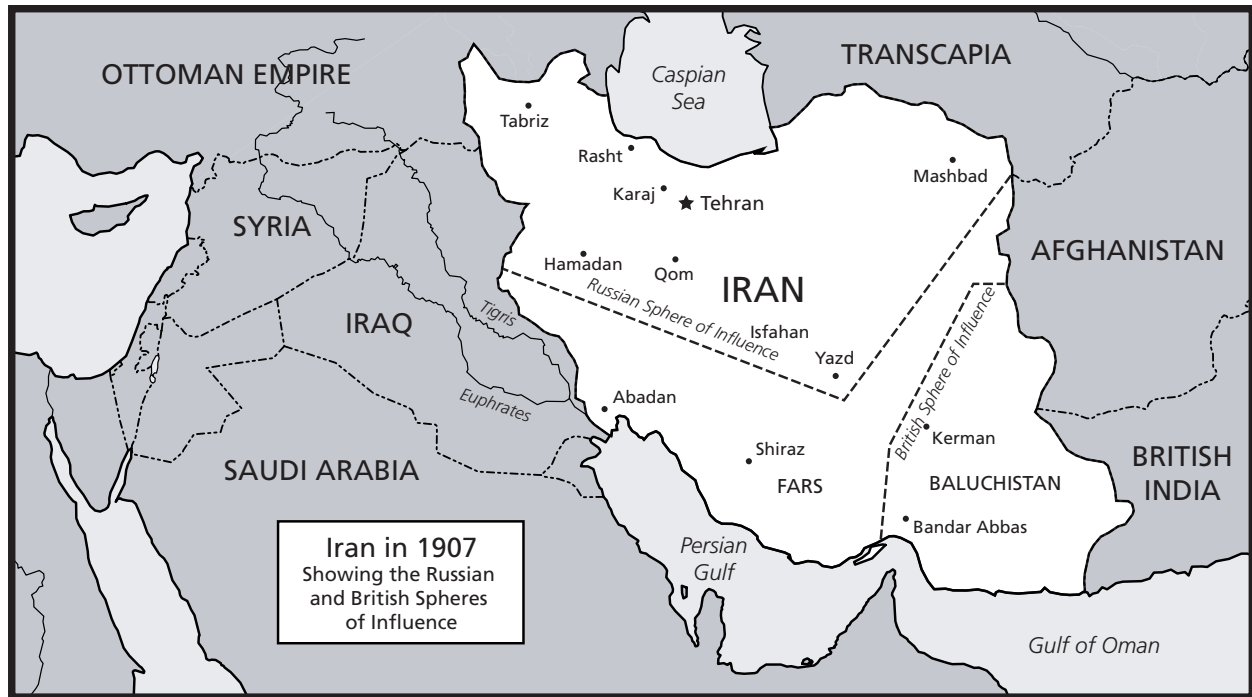 OTTOMAN EMPIRE
Caspian
Sea
TRANSCAPIA
Tabriz
Rasht
Mashbad
Karaj
Tehran
SYRIA
AFGHANISTAN
Hamadan
Qom
IRAN
Russian Sphere of Influence
Tigris
IRAQ
Isfahan
Yazd
British Sphere of Influence
Euphrates
Abadan
Kerman
Shiraz
SAUDI ARABIA
FARS
BALUCHISTAN
BRITISH
INDIA
Bandar Abbas
Persian
Gulf
Iran in 1907
Showing the Russian
and British Spheres
of Influence
Gulf of Oman